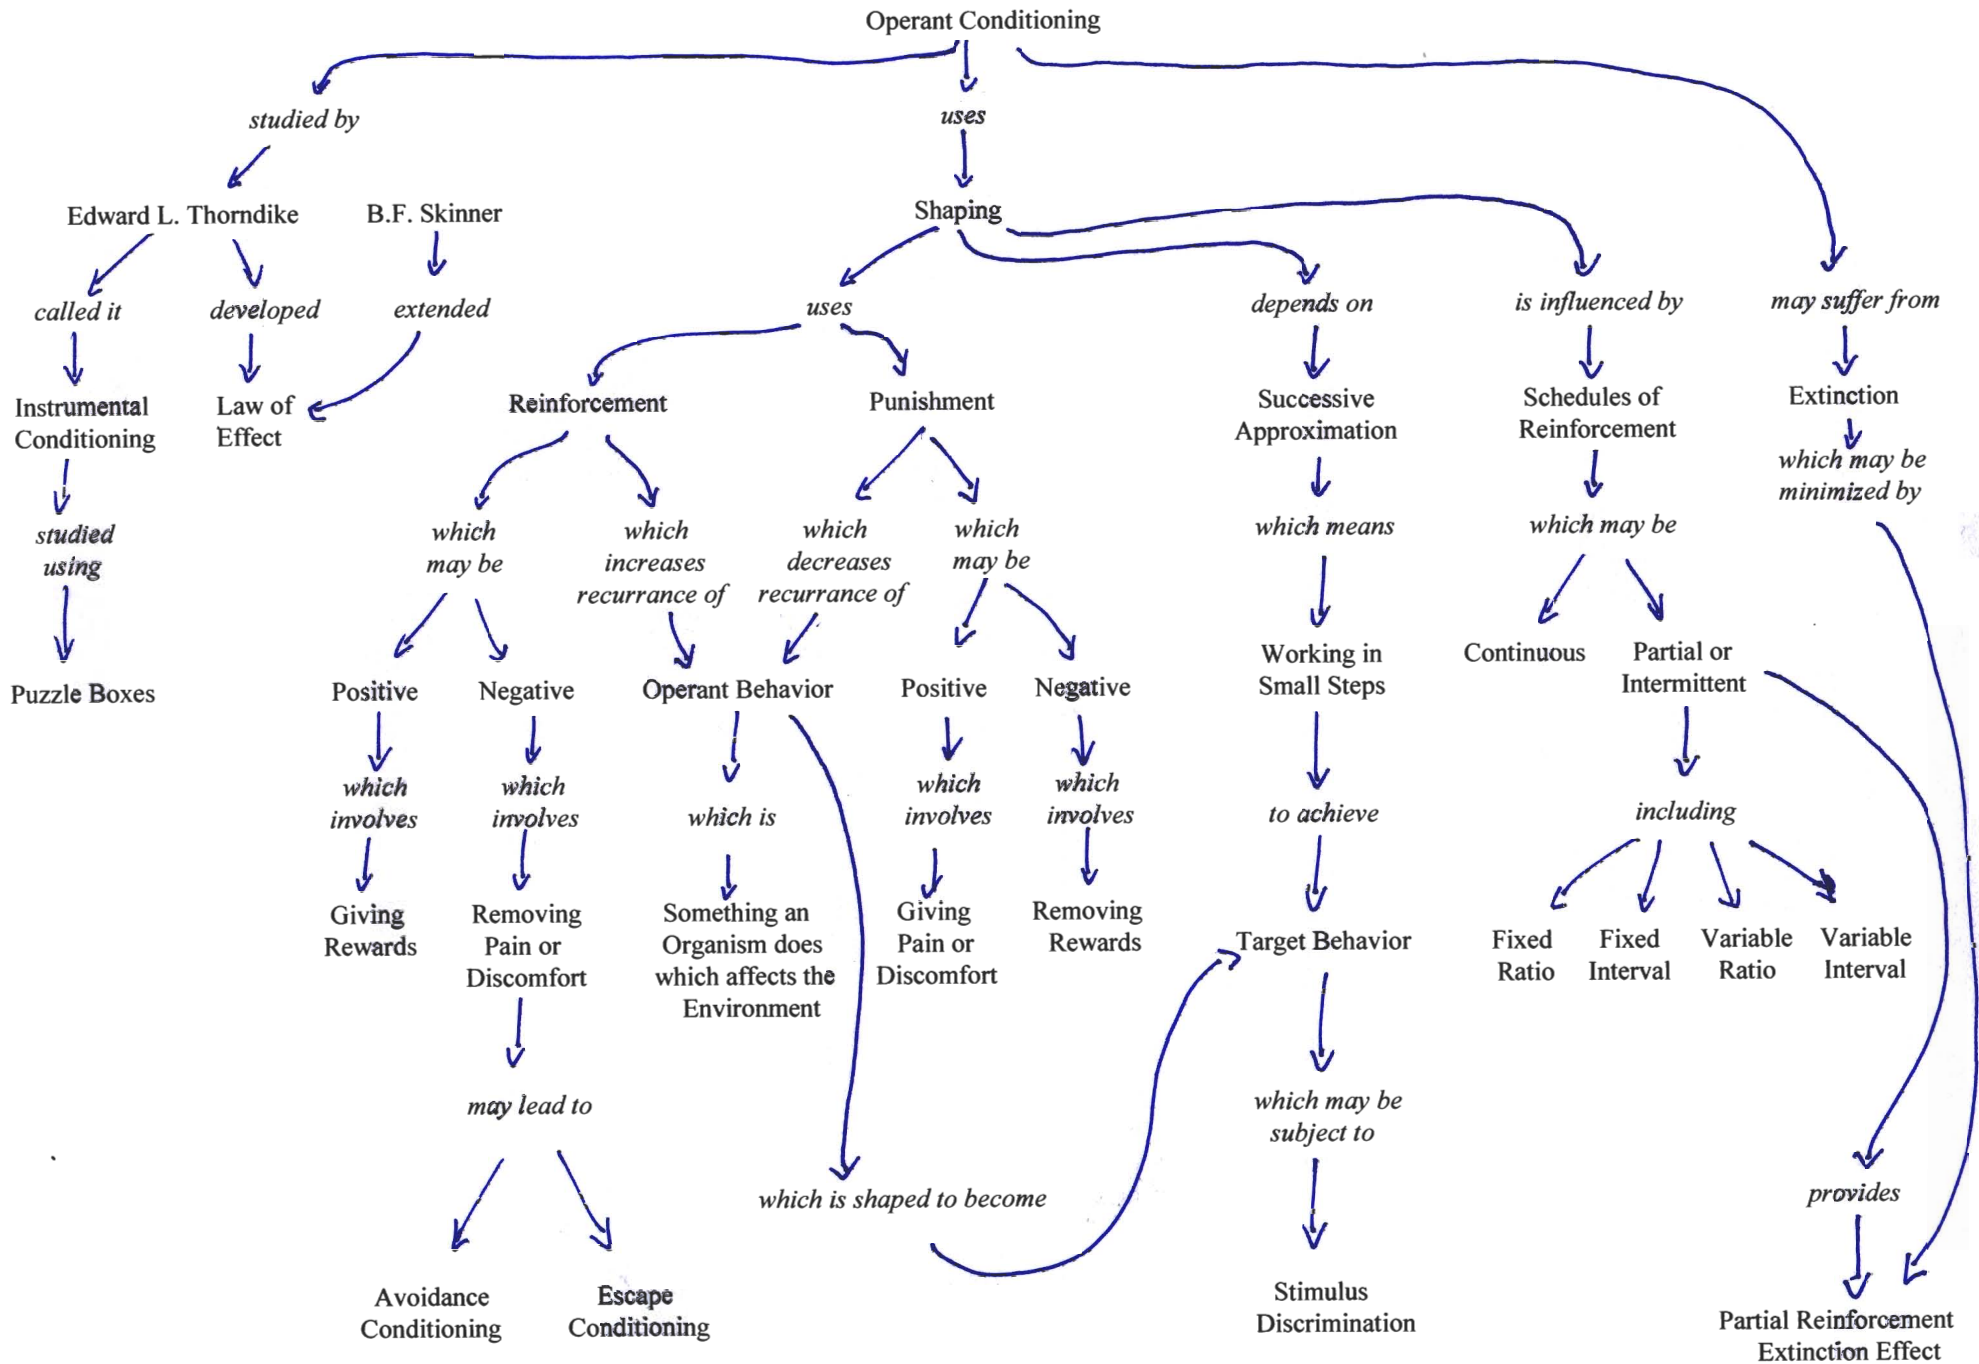 Operant Conditioning
studied by
uses
Edward L. Thorndike
B.F. Skinner
Shaping
called it
developed
extended
uses
depends on
is influenced by
may suffer from
Instrumental
Conditioning
Law of
Effect
Reinforcement
Punishment
Successive
Approximation
Schedules of
Reinforcement
Extinction
which may be
minimized by
studied
using
which
may be
which
increases
recurrance of
which
decreases
recurrance of
which
may be
which means
which may be
Puzzle Boxes
Positive
Negative
Operant Behavior
Positive
Negative
Working in
Small Steps
Continuous
Partial or
Intermittent
which
involves
which
involves
which is
which
involves
which
involves
to achieve
including
Giving
Rewards
Removing
Pain or
Discomfort
Something an
Organism does
which affects the
Environment
Giving
Pain or
Discomfort
Removing
Rewards
Target Behavior
Fixed
Ratio
Fixed
Interval
Variable
Ratio
Variable
Interval
may lead to
which may be
subject to
which is shaped to become
provides
Avoidance
Conditioning
Escape
Conditioning
Stimulus
Discrimination
Partial Reinforcement
Extinction Effect